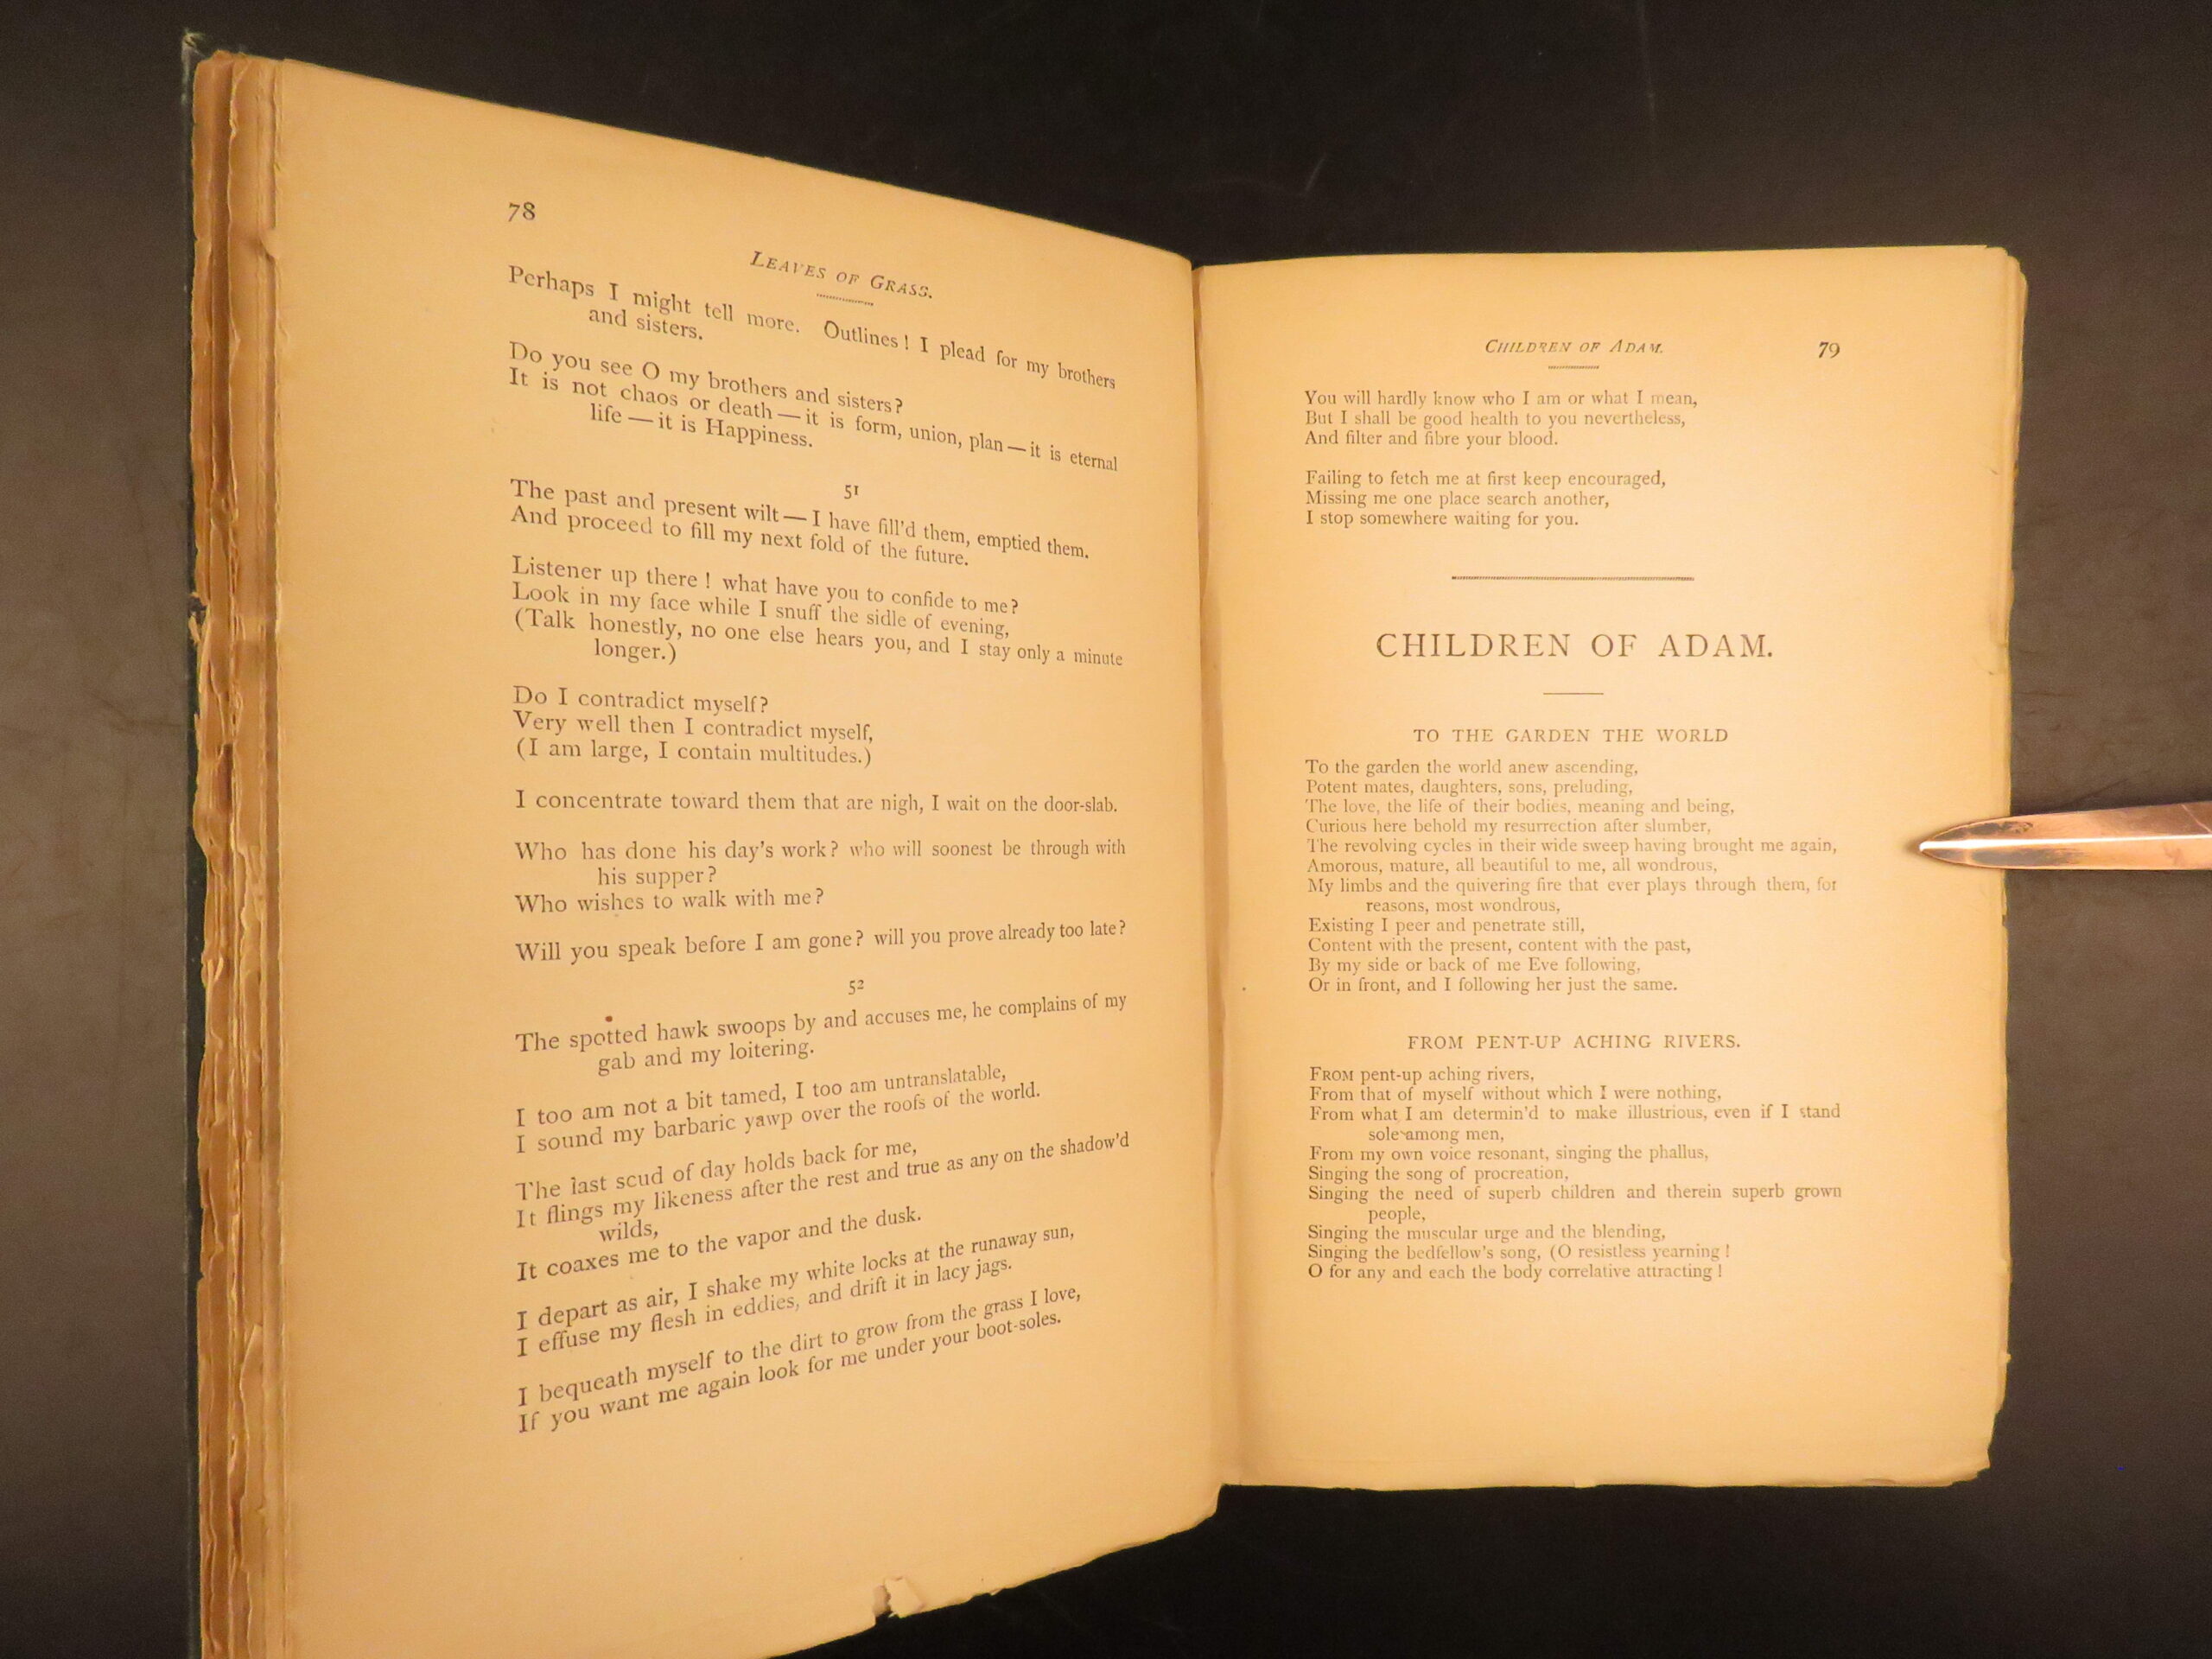 78
LEAVES OF GRASS.
Perhaps I might tell more. Outlines! I plead for my brothers
and sisters.
Do you see O my brothers and sisters?
It is not chaos or death — it is form, union, plan — it is eternal
life — it is Happiness.
51
The past and present wilt — I have fill'd them, emptied them.
And proceed to fill my next fold of the future.
Listener up there! what have you to confide to me?
Look in my face while I snuff the sidle of evening,
(Talk honestly, no one else hears you, and I stay only a minute
longer.)
Do I contradict myself?
Very well then I contradict myself,
(I am large, I contain multitudes.)
I concentrate toward them that are nigh, I wait on the door-slab.
Who has done his day's work? who will soonest be through with
his supper?
Who wishes to walk with me?
Will you speak before I am gone? will you prove already too late?
52
The spotted hawk swoops by and accuses me, he complains of my
gab and my loitering.
I too am not a bit tamed, I too am untranslatable,
I sound my barbaric yawp over the roofs of the world.
The last scud of day holds back for me,
It flings my likeness after the rest and true as any on the shadow'd
wilds,
It coaxes me to the vapor and the dusk.
I depart as air, I shake my white locks at the runaway sun,
I effuse my flesh in eddies, and drift it in lacy jags.
I bequeath myself to the dirt to grow from the grass I love,
If you want me again look for me under your boot-soles.
CHILDREN OF ADAM. 79
You will hardly know who I am or what I mean,
But I shall be good health to you nevertheless,
And filter and fibre your blood.
Failing to fetch me at first keep encouraged,
Missing me one place search another,
I stop somewhere waiting for you.
CHILDREN OF ADAM.
TO THE GARDEN THE WORLD
To the garden the world anew ascending,
Potent mates, daughters, sons, preluding,
The love, the life of their bodies, meaning and being,
Curious here behold my resurrection after slumber,
The revolving cycles in their wide sweep having brought me again,
Amorous, mature, all beautiful to me, all wondrous,
My limbs and the quivering fire that ever plays through them, for
reasons, most wondrous,
Existing I peer and penetrate still,
Content with the present, content with the past,
By my side or back of me Eve following,
Or in front, and I following her just the same.
FROM PENT-UP ACHING RIVERS.
FROM pent-up aching rivers,
From that of myself without which I were nothing,
From what I am determin'd to make illustrious, even if I stand
sole among men,
From my own voice resonant, singing the phallus,
Singing the song of procreation,
Singing the need of superb children and therein superb grown
people,
Singing the muscular urge and the blending,
Singing the bedfellow's song, (O resistless yearning!
O for any and each the body correlative attracting!